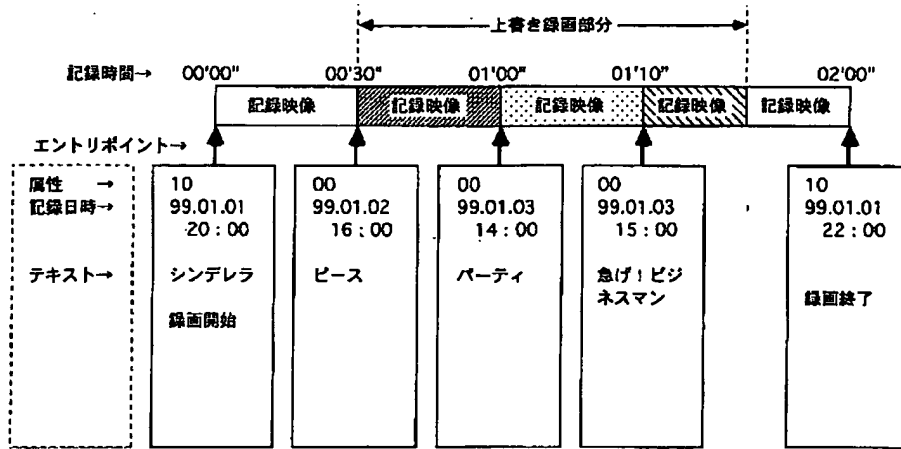 上書き録画部分
記録時間→ 00'00" 00'30" 01'00" 01'10" 02'00"
記録映像 記録映像 記録映像 記録映像 記録映像
エントリポイント→
属性 → 10 00 00 00 10
記録日時→ 99.01.01 99.01.02 99.01.03 99.01.03 99.01.01
20:00 16:00 14:00 15:00 22:00
テキスト→ シンデレラ ピース パーティ 急げ!ビジ
ネスマン 録画終了
録画開始